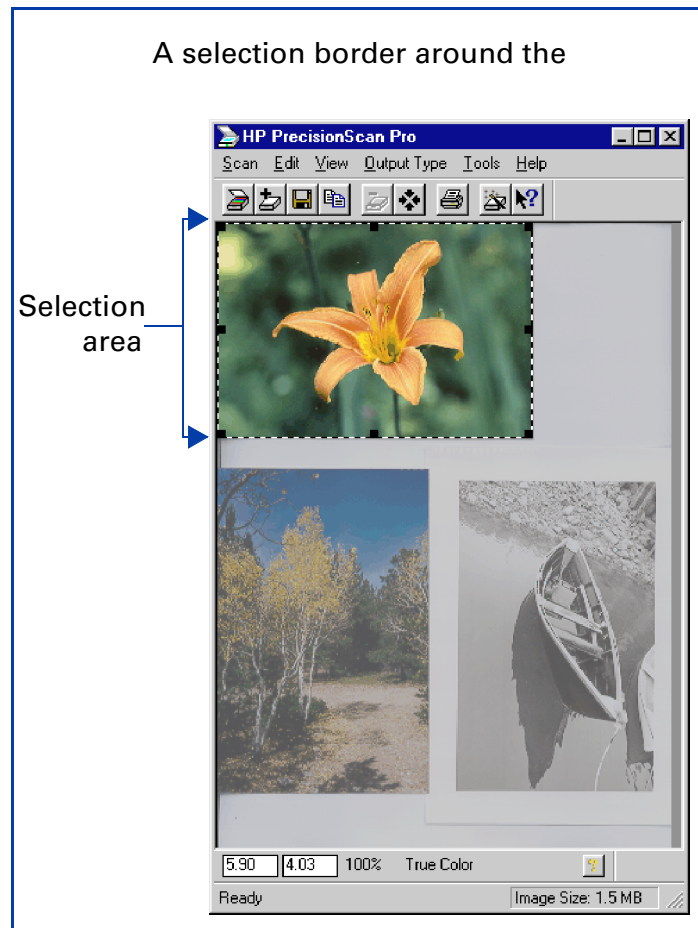 A selection border around the
HP PrecisionScan Pro
Scan Edit View Output Type Tools Help
Selection
area
5.90 4.03 100% True Color
Ready Image Size: 1.5 MB